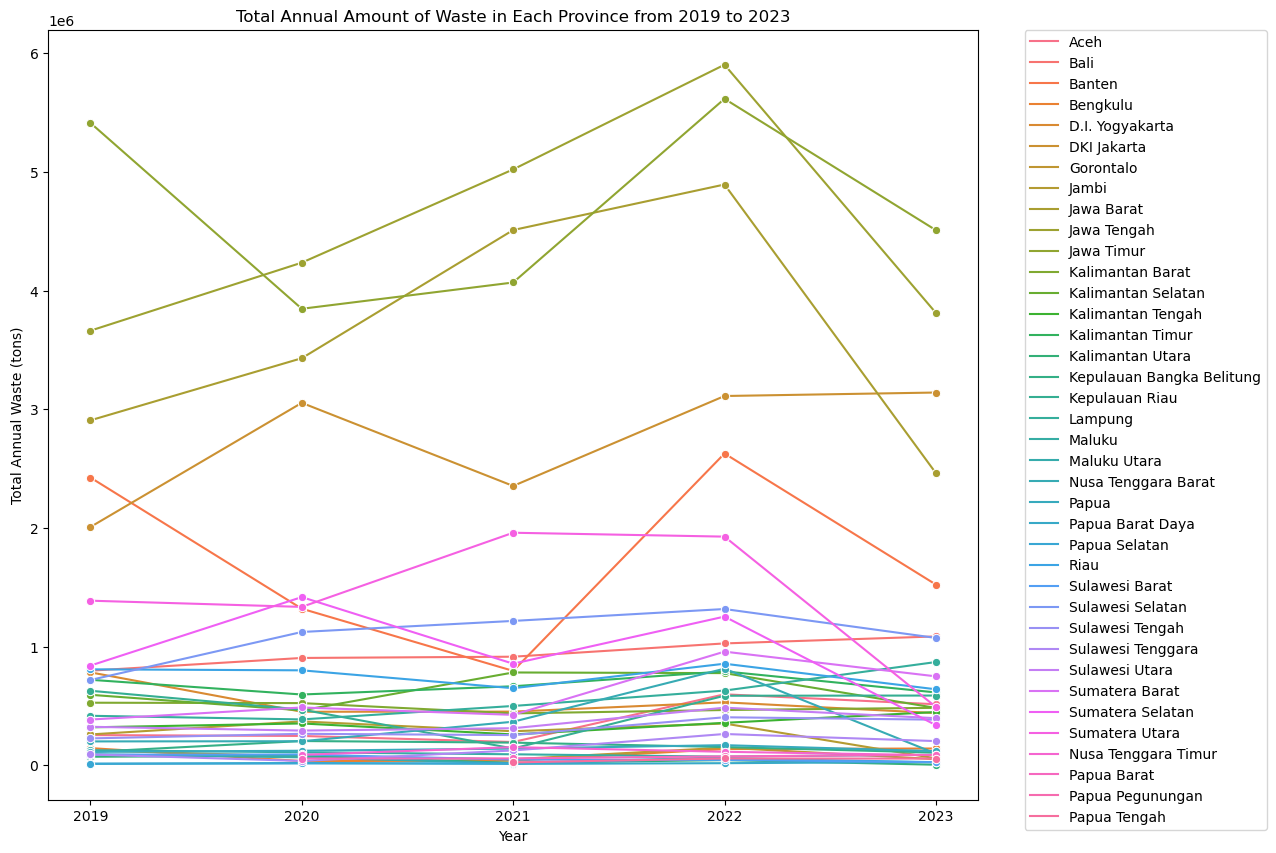 Total Annual Amount of Waste in Each Province from 2019 to 2023
1e6
6
5
4
3
2
1
0
Total Annual Waste (tons)
2019 2020 2021 2022 2023
Year
Aceh
Bali
Banten
Bengkulu
D.I. Yogyakarta
DKI Jakarta
Gorontalo
Jambi
Jawa Barat
Jawa Tengah
Jawa Timur
Kalimantan Barat
Kalimantan Selatan
Kalimantan Tengah
Kalimantan Timur
Kalimantan Utara
Kepulauan Bangka Belitung
Kepulauan Riau
Lampung
Maluku
Maluku Utara
Nusa Tenggara Barat
Papua
Papua Barat Daya
Papua Selatan
Riau
Sulawesi Barat
Sulawesi Selatan
Sulawesi Tengah
Sulawesi Tenggara
Sulawesi Utara
Sumatera Barat
Sumatera Selatan
Sumatera Utara
Nusa Tenggara Timur
Papua Barat
Papua Pegunungan
Papua Tengah